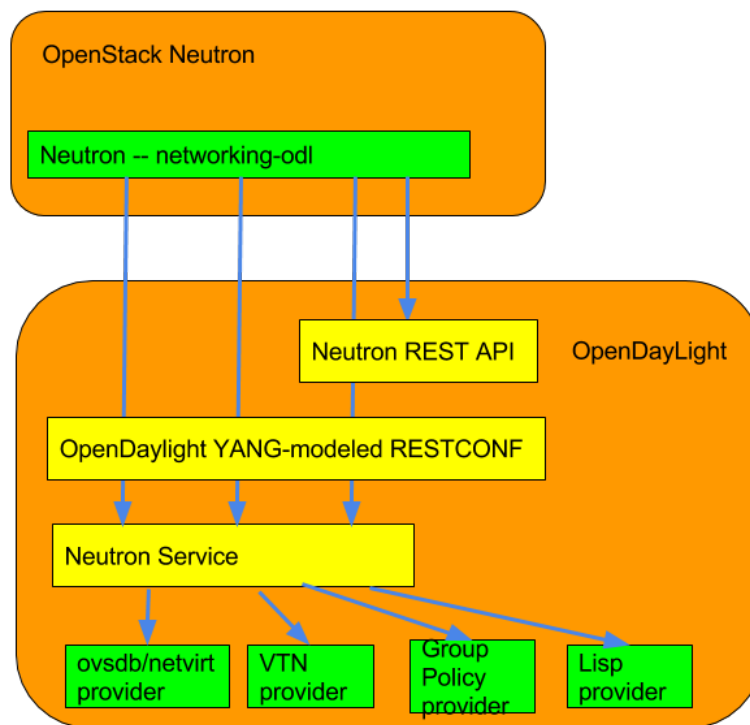 OpenStack Neutron
Neutron -- networking-odl
Neutron REST API
OpenDayLight
OpenDaylight YANG-modeled RESTCONF
Neutron Service
ovsdb/netvirt
provider
VTN
provider
Group
Policy
provider
Lisp
provider